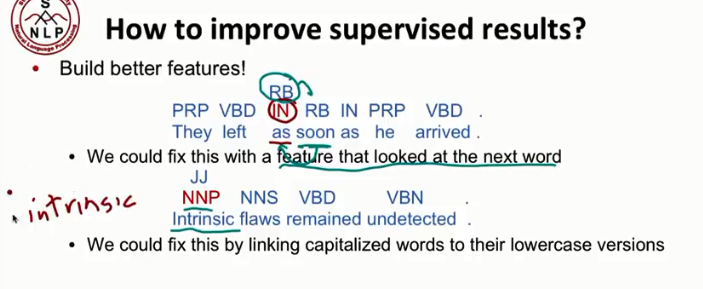 S
NLP
Natural Language Processing
How to improve supervised results?
• Build better features!
RB
PRP VBD IN RB IN PRP VBD .
They left as soon as he arrived .
• We could fix this with a feature that looked at the next word
JJ
NNP NNS VBD VBN .
intrinsic
Intrinsic flaws remained undetected .
• We could fix this by linking capitalized words to their lowercase versions